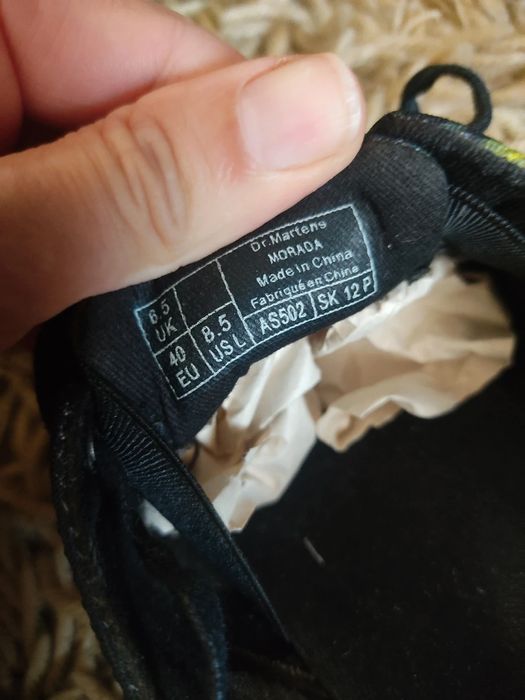 Dr.Martens
MORADA
Made in China
Fabriqué en Chine
6.5
UK
40
EU
8.5
US L
AS502
SK 12 P